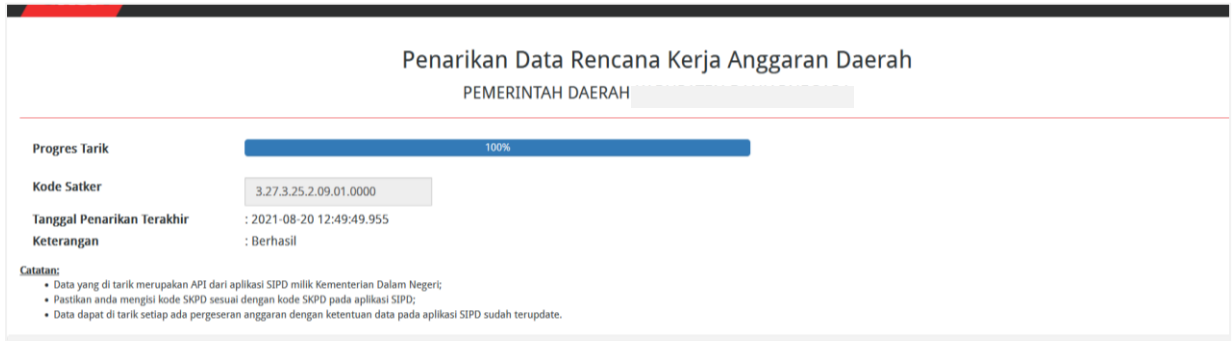 Penarikan Data Rencana Kerja Anggaran Daerah
PEMERINTAH DAERAH
Progres Tarik 100%
Kode Satker 3.27.3.25.2.09.01.0000
Tanggal Penarikan Terakhir : 2021-08-20 12:49:49.955
Keterangan : Berhasil
Catatan:
• Data yang di tarik merupakan API dari aplikasi SIPD milik Kementerian Dalam Negeri;
• Pastikan anda mengisi kode SKPD sesuai dengan kode SKPD pada aplikasi SIPD;
• Data dapat di tarik setiap ada pergeseran anggaran dengan ketentuan data pada aplikasi SIPD sudah terupdate.